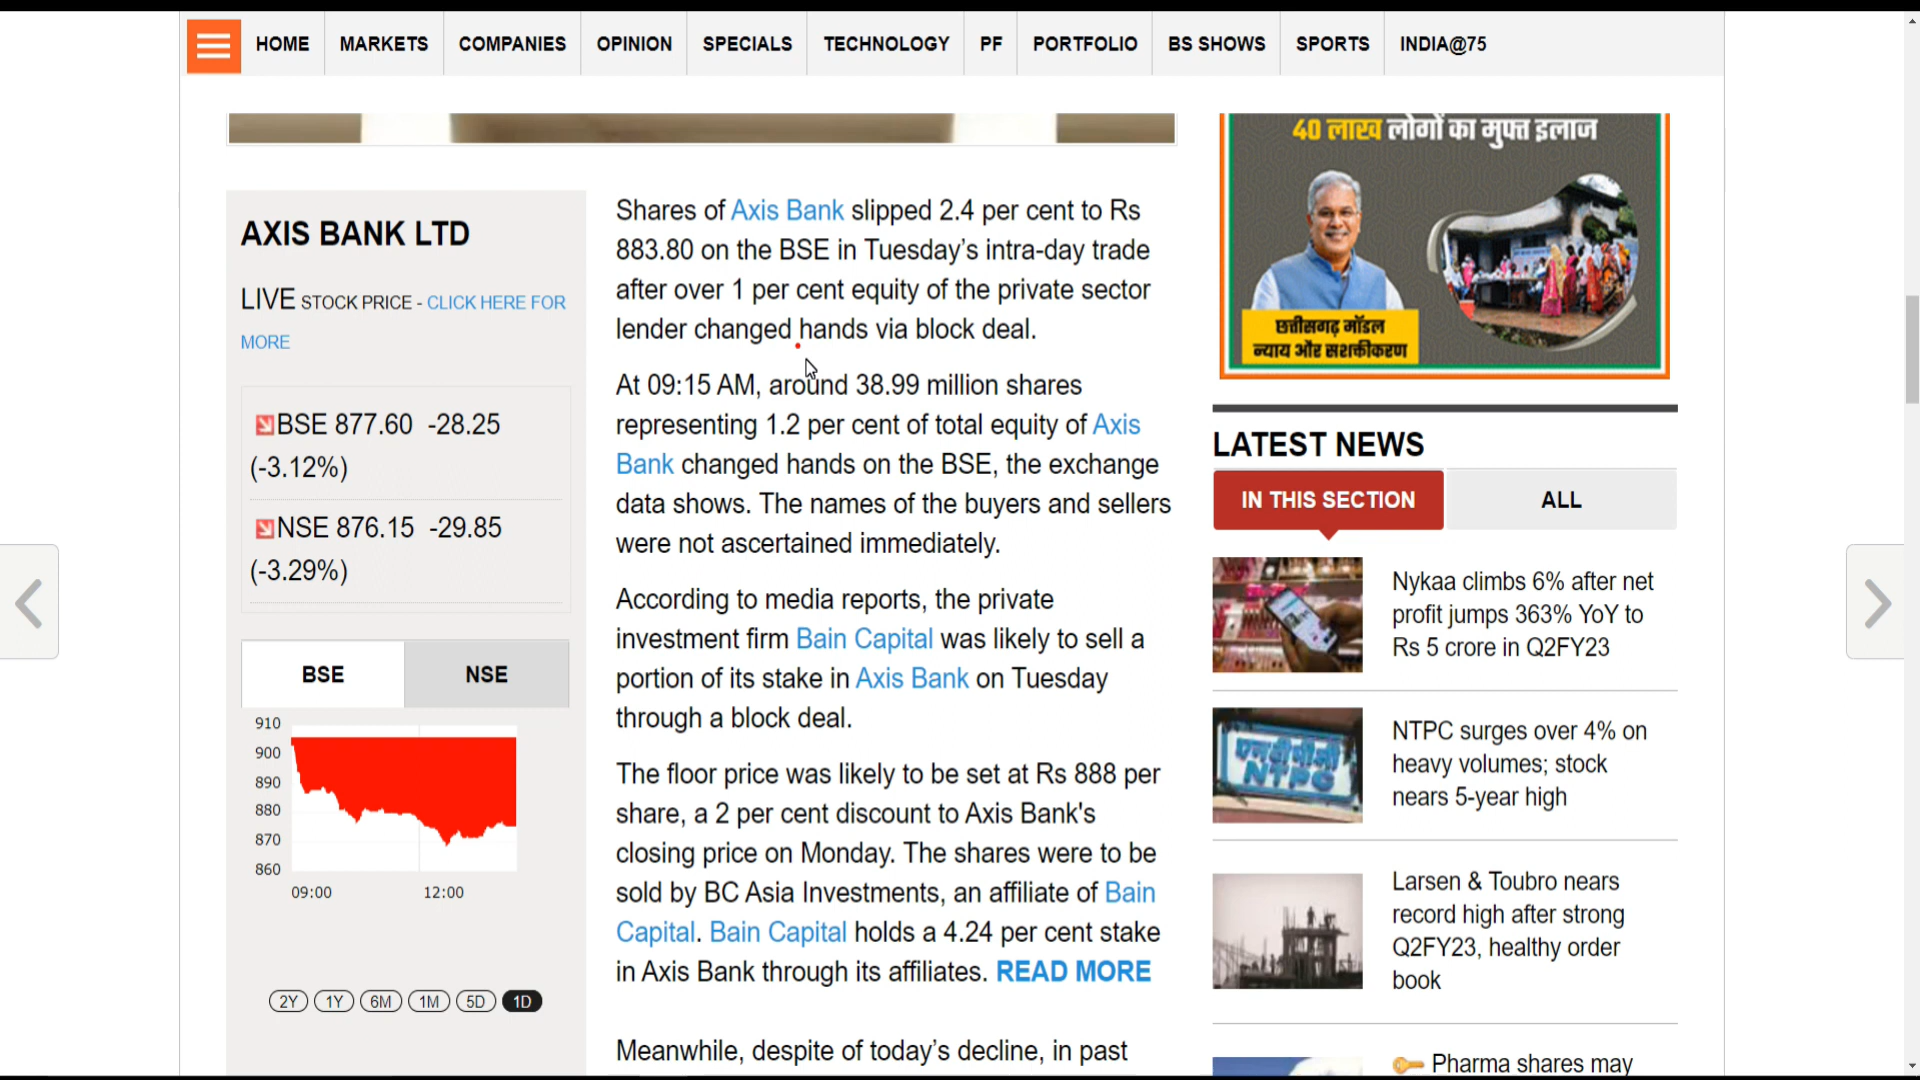 HOME
MARKETS
COMPANIES
OPINION
SPECIALS
TECHNOLOGY
PF
PORTFOLIO
BS SHOWS
SPORTS
INDIA@75
AXIS BANK LTD
LIVE STOCK PRICE - CLICK HERE FOR
MORE
BSE 877.60 -28.25
(-3.12%)
NSE 876.15 -29.85
(-3.29%)
BSE
NSE
910
900
890
880
870
860
09:00
12:00
2Y
1Y
6M
1M
5D
1D
Shares of Axis Bank slipped 2.4 per cent to Rs
883.80 on the BSE in Tuesday’s intra-day trade
after over 1 per cent equity of the private sector
lender changed hands via block deal.
At 09:15 AM, around 38.99 million shares
representing 1.2 per cent of total equity of Axis
Bank changed hands on the BSE, the exchange
data shows. The names of the buyers and sellers
were not ascertained immediately.
According to media reports, the private
investment firm Bain Capital was likely to sell a
portion of its stake in Axis Bank on Tuesday
through a block deal.
The floor price was likely to be set at Rs 888 per
share, a 2 per cent discount to Axis Bank's
closing price on Monday. The shares were to be
sold by BC Asia Investments, an affiliate of Bain
Capital. Bain Capital holds a 4.24 per cent stake
in Axis Bank through its affiliates. READ MORE
Meanwhile, despite of today’s decline, in past
40 लाख लोगों का मुफ्त इलाज
छत्तीसगढ़ मॉडल
न्याय और सशक्तीकरण
LATEST NEWS
IN THIS SECTION
ALL
Nykaa climbs 6% after net
profit jumps 363% YoY to
Rs 5 crore in Q2FY23
एनटीपीसी
NTPC
NTPC surges over 4% on
heavy volumes; stock
nears 5-year high
Larsen & Toubro nears
record high after strong
Q2FY23, healthy order
book
Pharma shares may